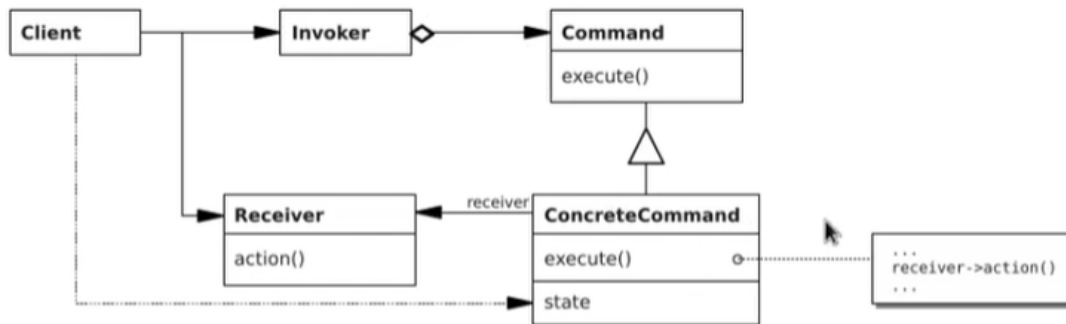 Client
Invoker
Command
execute()
receiver
Receiver
ConcreteCommand
action()
execute()
...
receiver->action()
...
state